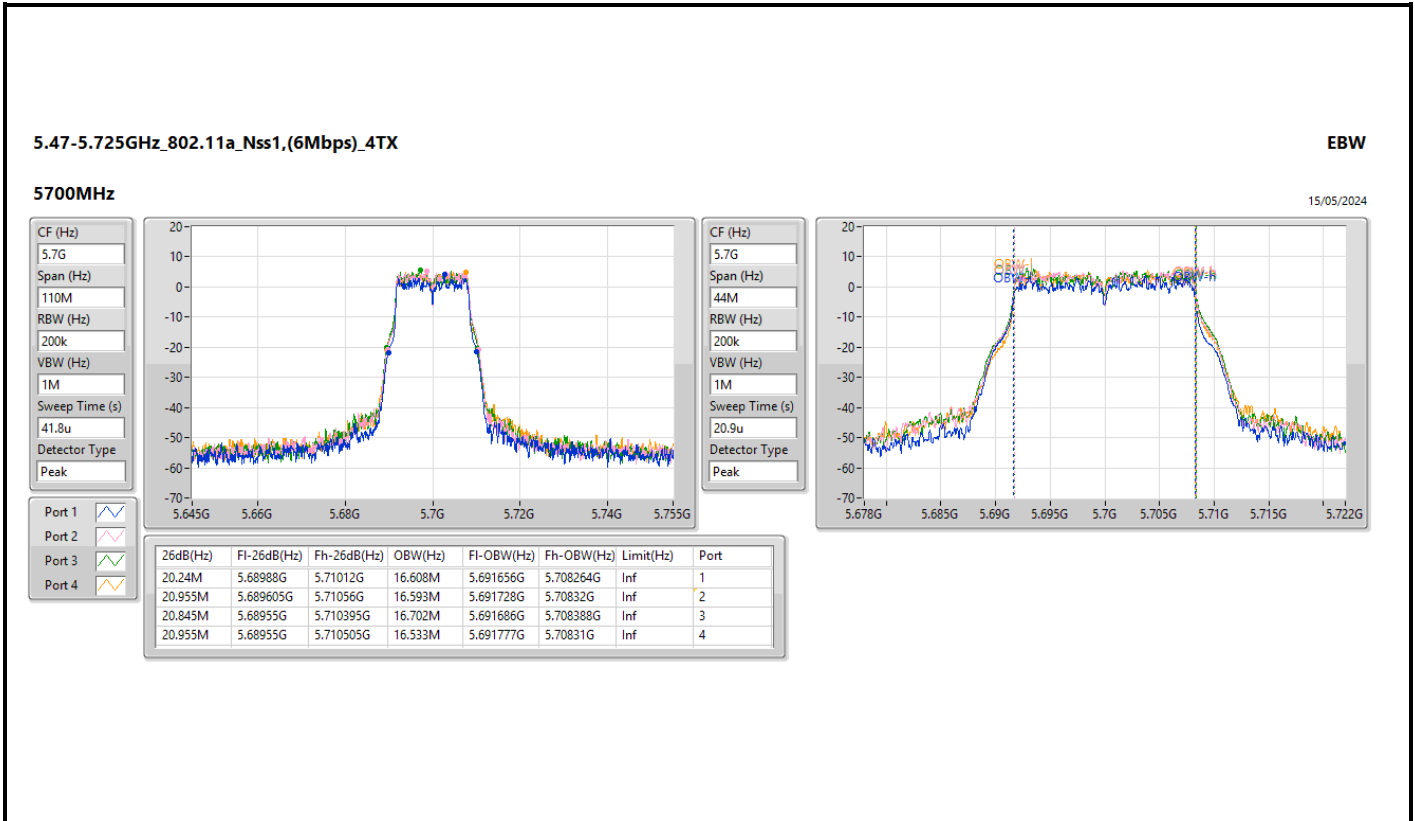 5.47-5.725GHz_802.11a_Nss1,(6Mbps)_4TX
EBW
5700MHz
15/05/2024
CF (Hz)
5.7G
Span (Hz)
110M
RBW (Hz)
200k
VBW (Hz)
1M
Sweep Time (s)
41.8u
Detector Type
Peak
20
10
0
-10
-20
-30
-40
-50
-60
-70
5.645G 5.66G 5.68G 5.7G 5.72G 5.74G 5.755G
CF (Hz)
5.7G
Span (Hz)
44M
RBW (Hz)
200k
VBW (Hz)
1M
Sweep Time (s)
20.9u
Detector Type
Peak
20
10
0
-10
-20
-30
-40
-50
-60
-70
5.678G 5.685G 5.69G 5.695G 5.7G 5.705G 5.71G 5.715G 5.722G
Port 1
Port 2
Port 3
Port 4
26dB(Hz) Fl-26dB(Hz) Fh-26dB(Hz) OBW(Hz) Fl-OBW(Hz) Fh-OBW(Hz) Limit(Hz) Port
20.24M 5.68988G 5.71012G 16.608M 5.691656G 5.708264G Inf 1
20.955M 5.689605G 5.71056G 16.593M 5.691728G 5.70832G Inf 2
20.845M 5.68955G 5.710395G 16.702M 5.691686G 5.708388G Inf 3
20.955M 5.68955G 5.710505G 16.533M 5.691777G 5.70831G Inf 4